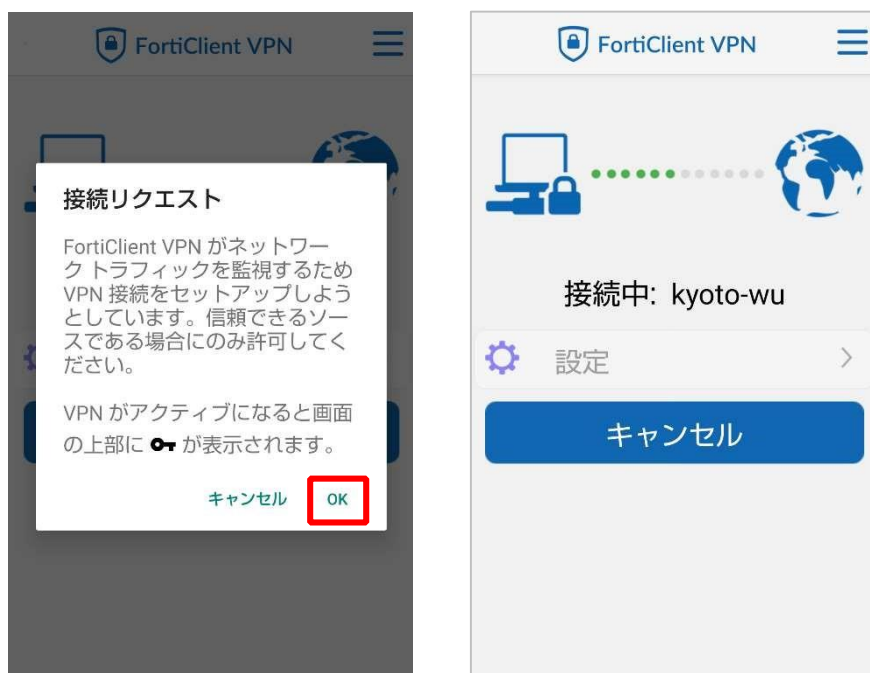 FortiClient VPN
接続リクエスト
FortiClient VPN がネットワー
ク トラフィックを監視するため
VPN 接続をセットアップしよう
としています。信頼できるソー
スである場合にのみ許可してく
ださい。
VPN がアクティブになると画面
の上部に が表示されます。
キャンセル OK
FortiClient VPN
接続中: kyoto-wu
設定
キャンセル